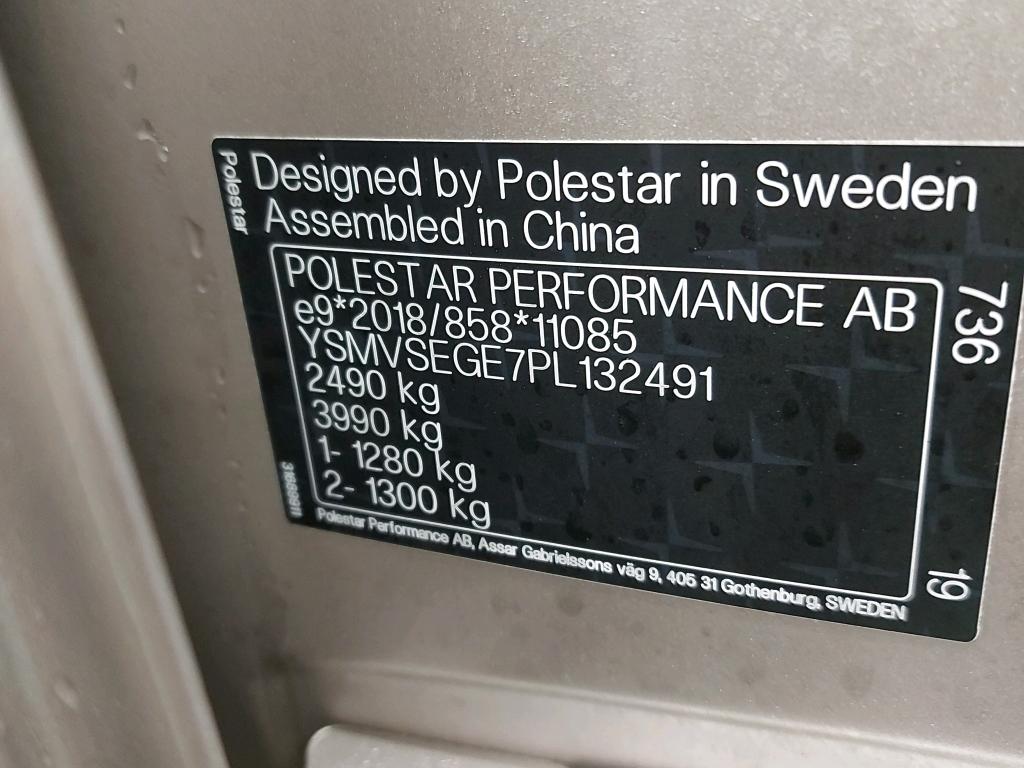 Polestar
Designed by Polestar in Sweden
Assembled in China
POLESTAR PERFORMANCE AB
e9*2018/858*11085
YSMVSEGE7PL132491
2490 kg
3990 kg
1- 1280 kg
2- 1300 kg
736
19
Polestar Performance AB, Assar Gabrielssons väg 9, 405 31 Gothenburg, SWEDEN